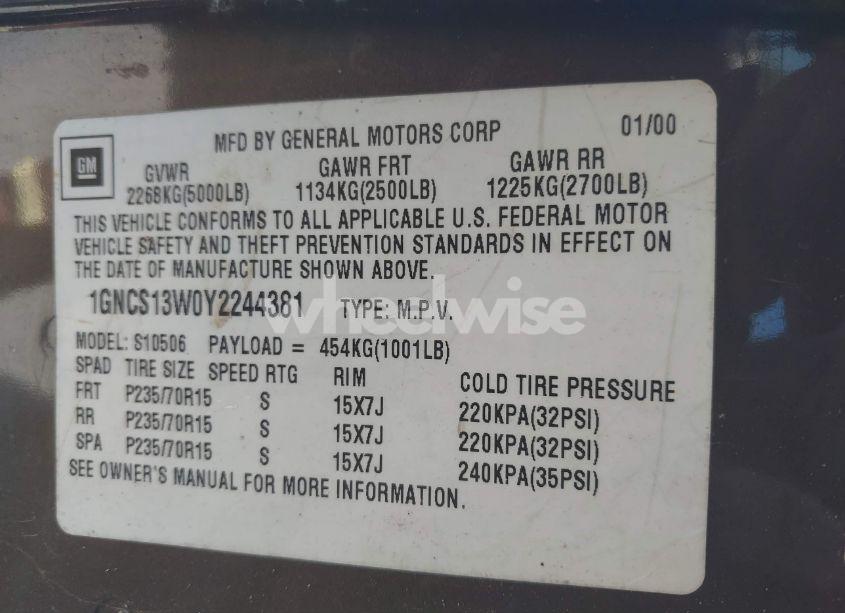 MFD BY GENERAL MOTORS CORP 01/00
GM
GVWR GAWR FRT GAWR RR
2268KG(5000LB) 1134KG(2500LB) 1225KG(2700LB)
THIS VEHICLE CONFORMS TO ALL APPLICABLE U.S. FEDERAL MOTOR
VEHICLE SAFETY AND THEFT PREVENTION STANDARDS IN EFFECT ON
THE DATE OF MANUFACTURE SHOWN ABOVE.
1GNCS13W0Y2244381 TYPE: M.P.V.
wheelwise
MODEL: S10506 PAYLOAD = 454KG(1001LB)
SPAD TIRE SIZE SPEED RTG RIM COLD TIRE PRESSURE
FRT P235/70R15 S 15X7J 220KPA(32PSI)
RR P235/70R15 S 15X7J 220KPA(32PSI)
SPA P235/70R15 S 15X7J 240KPA(35PSI)
SEE OWNER'S MANUAL FOR MORE INFORMATION.